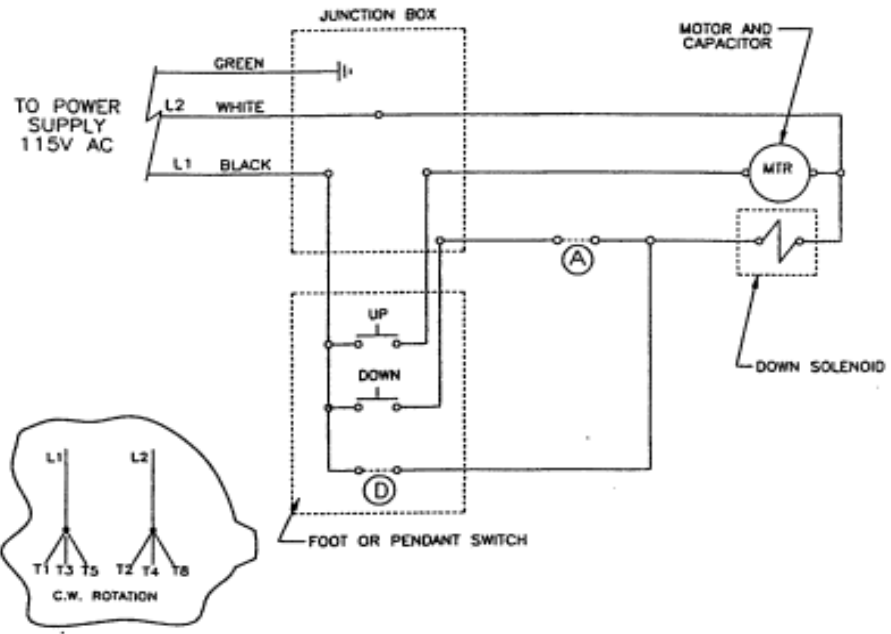 JUNCTION BOX
MOTOR AND
CAPACITOR
GREEN
TO POWER
SUPPLY
115V AC
L2 WHITE
L1 BLACK
MTR
A
UP
DOWN
DOWN SOLENOID
D
FOOT OR PENDANT SWITCH
L1 L2
T1 T3 T5 T2 T4 T8
C.W. ROTATION